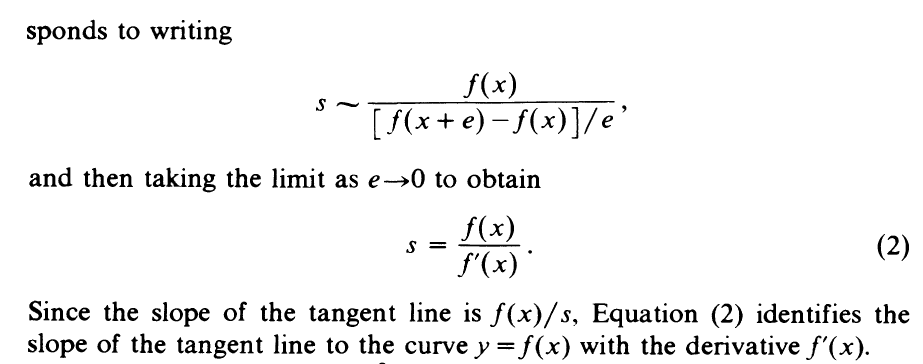 sponds to writing
s ~ f(x) / [f(x+e)−f(x)]/e ,
and then taking the limit as e→0 to obtain
s = f(x) / f′(x) . (2)
Since the slope of the tangent line is f(x)/s, Equation (2) identifies the
slope of the tangent line to the curve y=f(x) with the derivative f′(x).